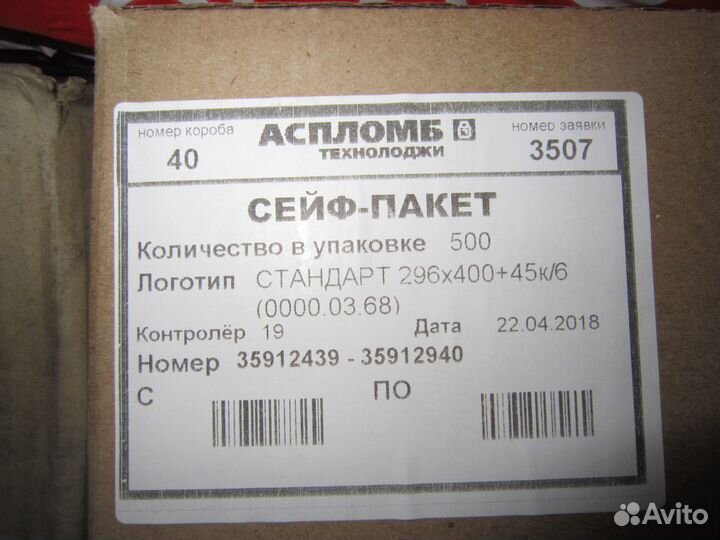 номер короба АСПЛОМБ номер заявки
40 ТЕХНОЛОДЖИ 3507
СЕЙФ-ПАКЕТ
Количество в упаковке 500
Логотип СТАНДАРТ 296х400+45к/6
(0000.03.68)
Контролёр 19 Дата 22.04.2018
Номер 35912439 - 35912940
С ПО
Avito